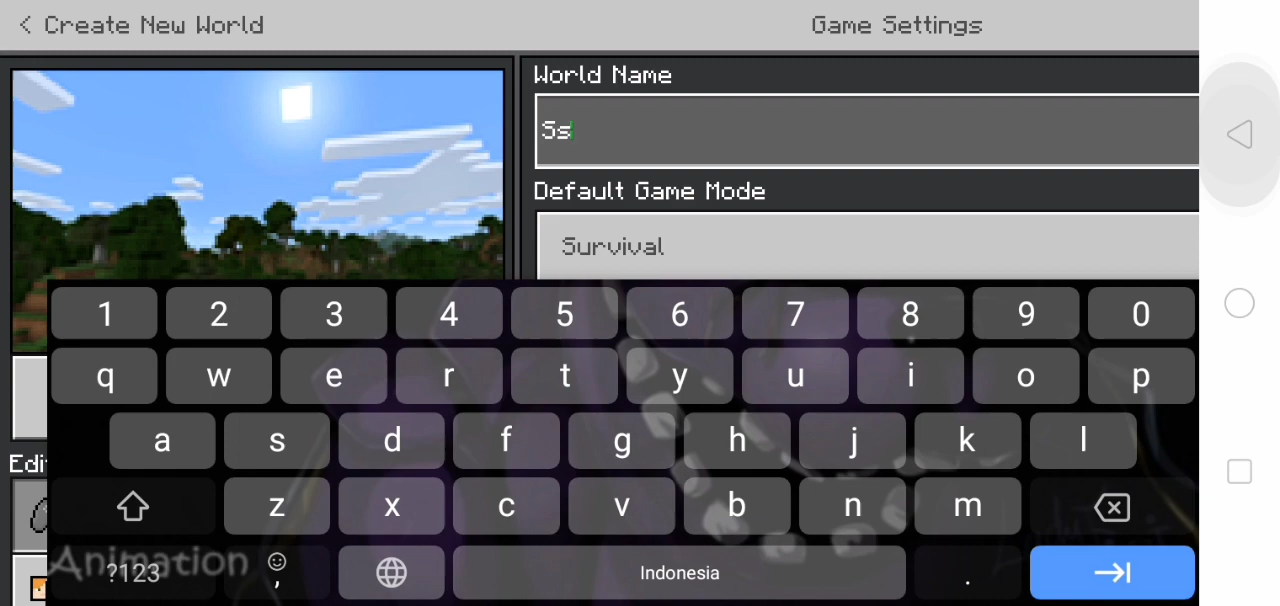 Create New World
Game Settings
World Name
Ss
Default Game Mode
Survival
Edi
1 2 3 4 5 6 7 8 9 0
q w e r t y u i o p
a s d f g h j k l
z x c v b n m
Animation
?123 , Indonesia .